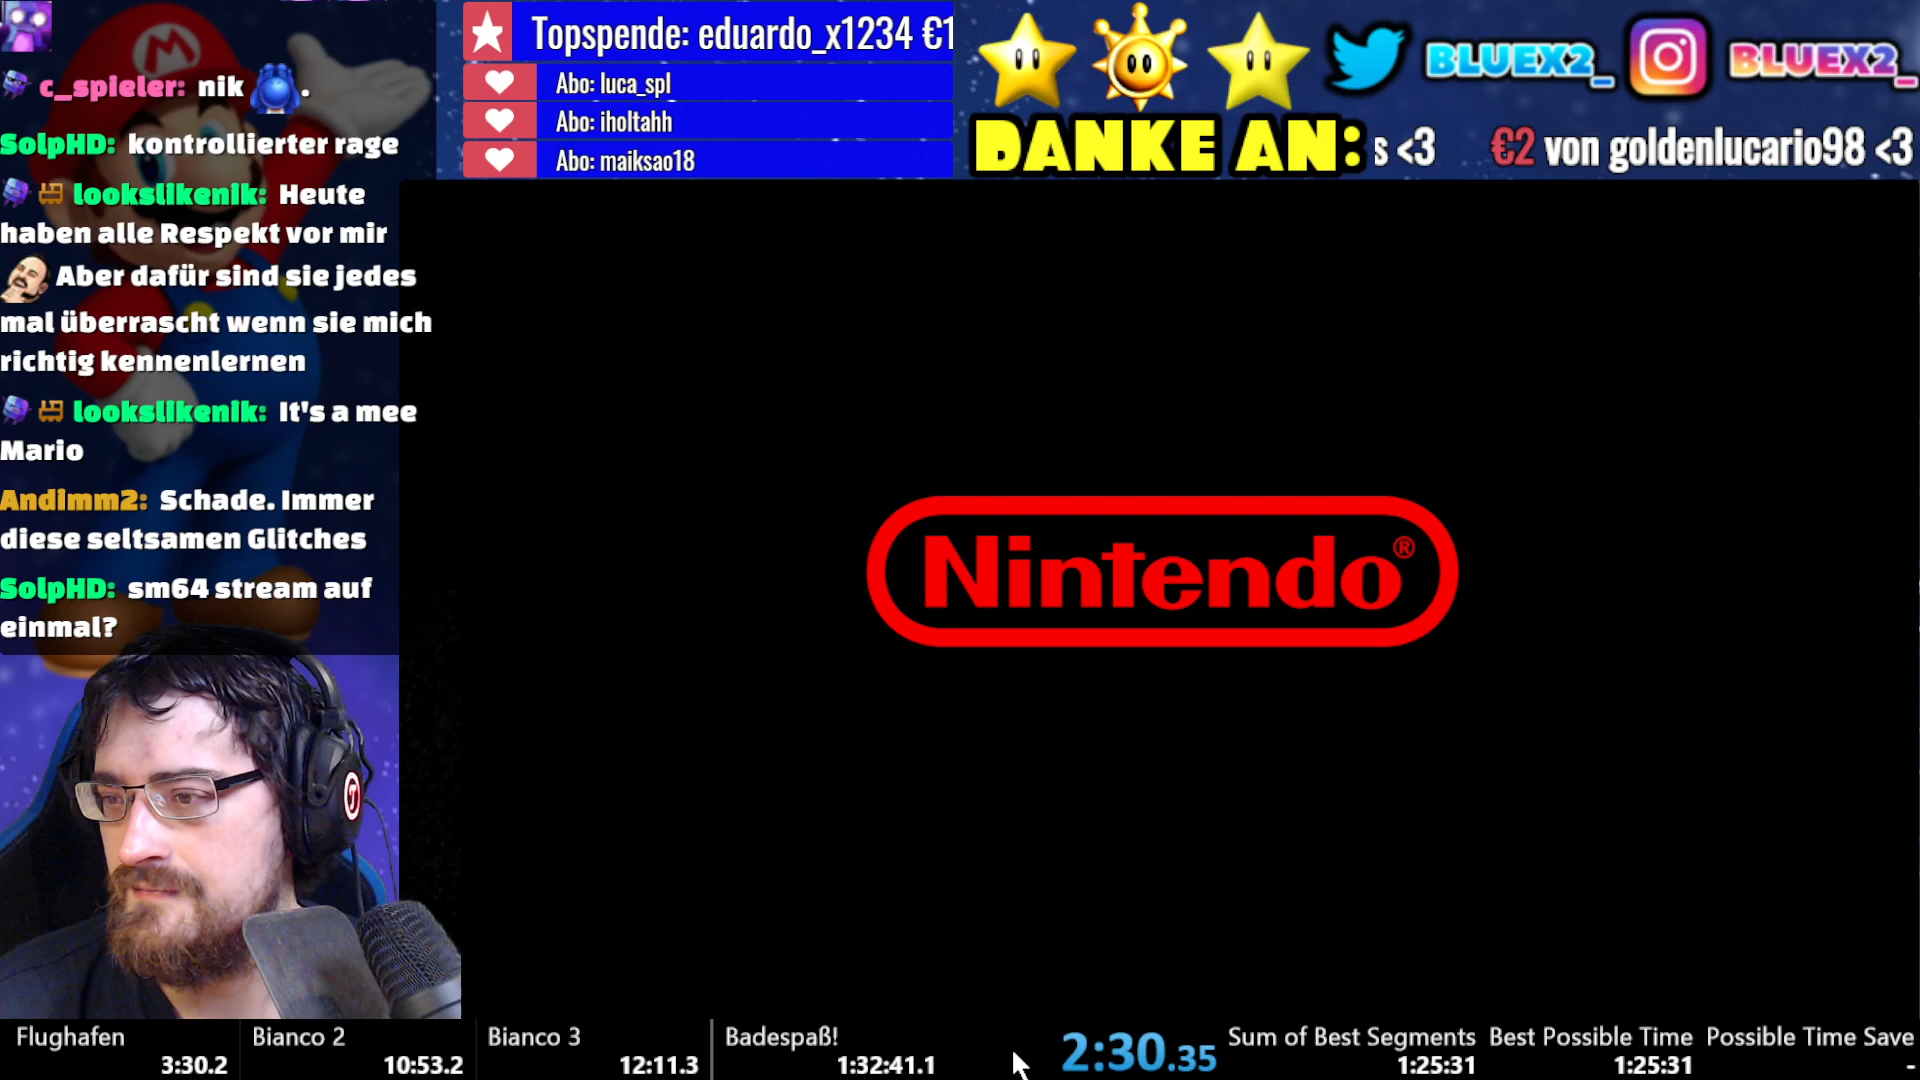 c_spieler: nik .
SolpHD: kontrollierter rage
lookslikenik: Heute
haben alle Respekt vor mir
Aber dafür sind sie jedes
mal überrascht wenn sie mich
richtig kennenlernen
lookslikenik: It's a mee
Mario
Andimm2: Schade. Immer
diese seltsamen Glitches
SolpHD: sm64 stream auf
einmal?
Topspende: eduardo_x1234 €1
Abo: luca_spl
Abo: iholtahh
Abo: maiksao18
BLUEX2_ BLUEX2_
DANKE AN: s <3 €2 von goldenlucario98 <3
M
Nintendo®
Flughafen
3:30.2
Bianco 2
10:53.2
Bianco 3
12:11.3
Badespaß!
1:32:41.1
2:30.35
Sum of Best Segments
1:25:31
Best Possible Time
1:25:31
Possible Time Save
-